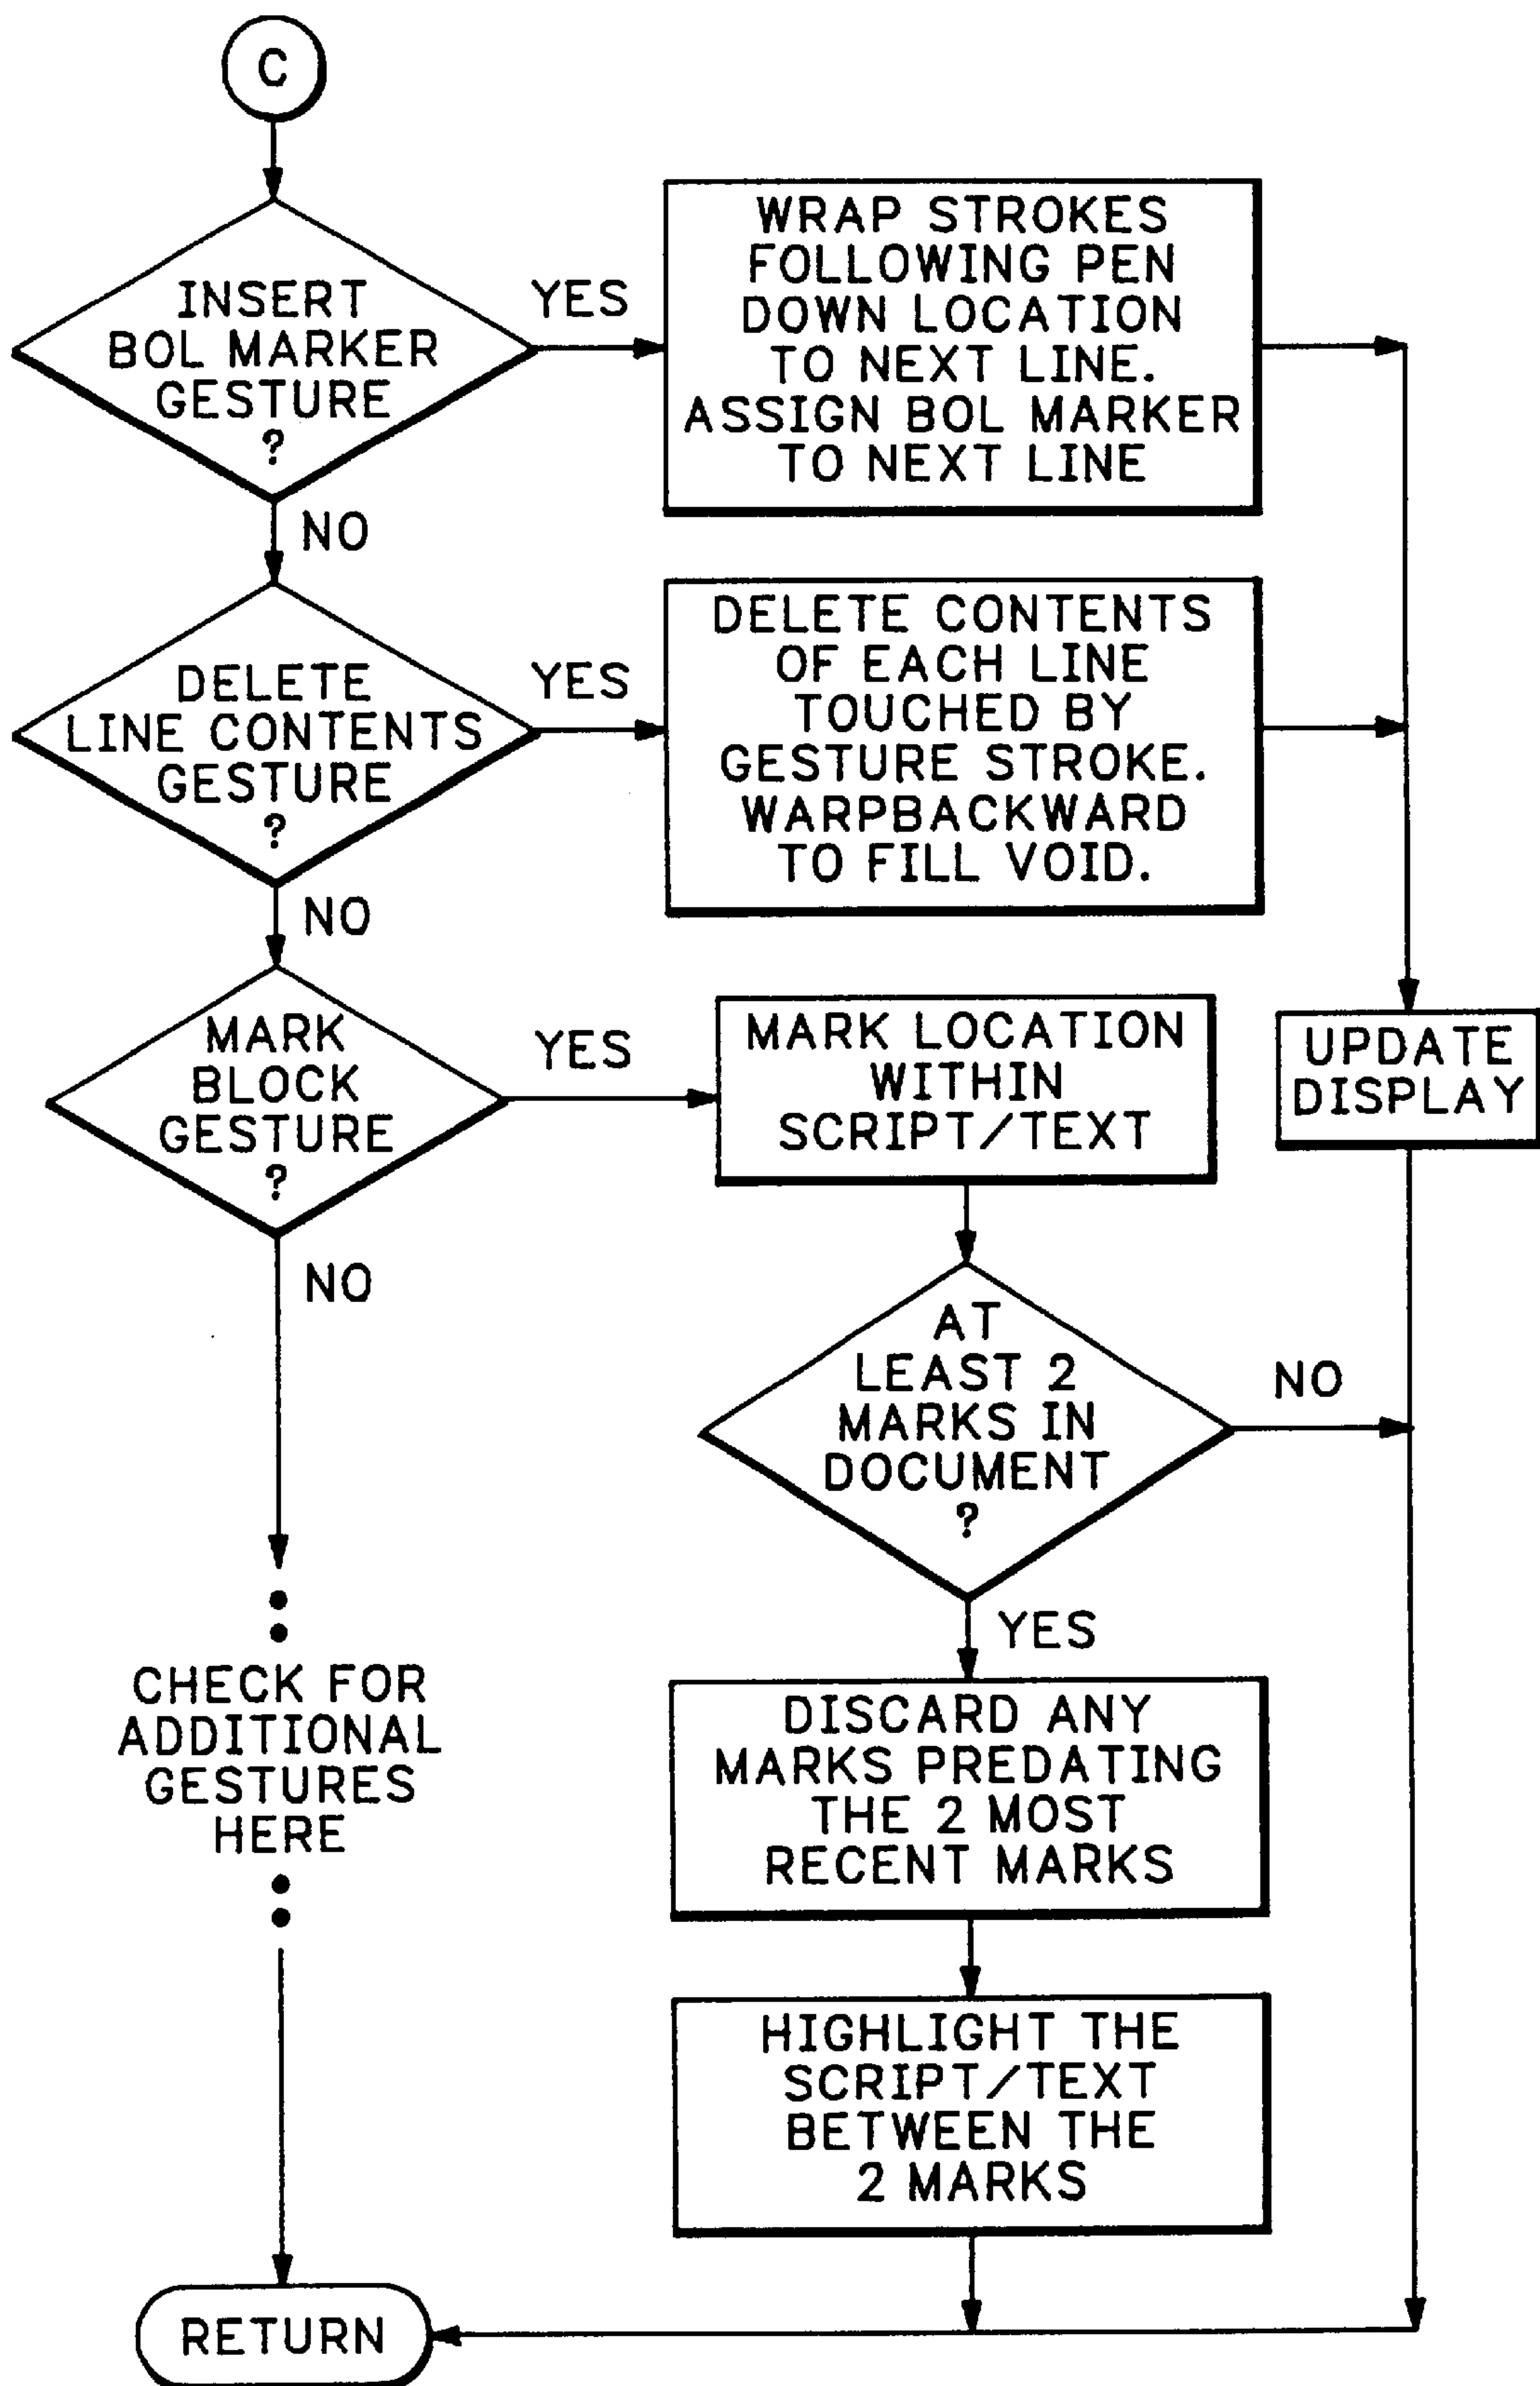 C
INSERT
BOL MARKER
GESTURE
?
YES
WRAP STROKES
FOLLOWING PEN
DOWN LOCATION
TO NEXT LINE.
ASSIGN BOL MARKER
TO NEXT LINE
NO
DELETE
LINE CONTENTS
GESTURE
?
YES
DELETE CONTENTS
OF EACH LINE
TOUCHED BY
GESTURE STROKE.
WARPBACKWARD
TO FILL VOID.
NO
MARK
BLOCK
GESTURE
?
YES
MARK LOCATION
WITHIN
SCRIPT/TEXT
UPDATE
DISPLAY
NO
AT
LEAST 2
MARKS IN
DOCUMENT
?
NO
YES
CHECK FOR
ADDITIONAL
GESTURES
HERE
DISCARD ANY
MARKS PREDATING
THE 2 MOST
RECENT MARKS
HIGHLIGHT THE
SCRIPT/TEXT
BETWEEN THE
2 MARKS
RETURN